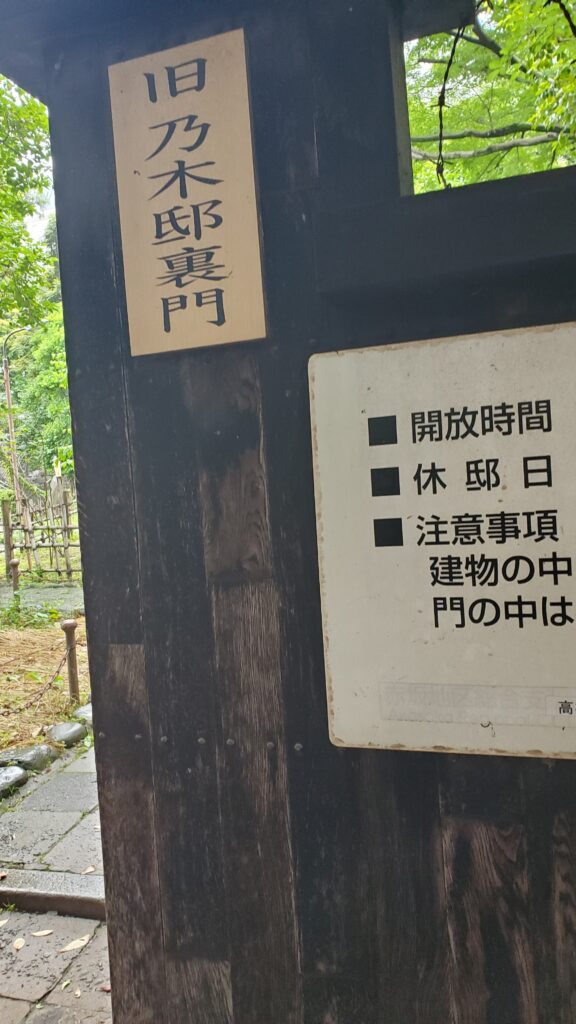 旧乃木邸裏門
■ 開放時間
■ 休邸日
■ 注意事項
建物の中
門の中は
高